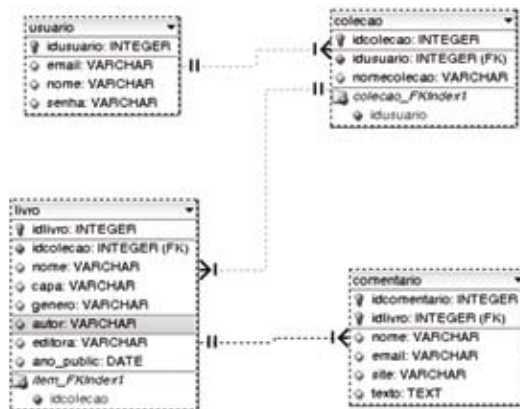 usuario
idusuario: INTEGER
email: VARCHAR
nome: VARCHAR
senha: VARCHAR
colecao
idcolecao: INTEGER
idusuario: INTEGER (FK)
nomecolecao: VARCHAR
colecao_FKIndex1
idusuario
livro
idlivro: INTEGER
idcolecao: INTEGER (FK)
nome: VARCHAR
capa: VARCHAR
genero: VARCHAR
autor: VARCHAR
editora: VARCHAR
ano_public: DATE
item_FKIndex1
idcolecao
comentario
idcomentario: INTEGER
idlivro: INTEGER (FK)
nome: VARCHAR
email: VARCHAR
site: VARCHAR
texto: TEXT